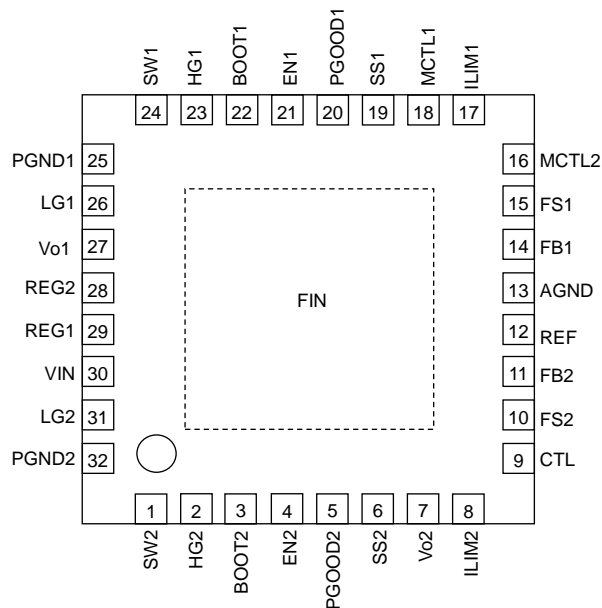 SW1 HG1 BOOT1 EN1 PGOOD1 SS1 MCTL1 ILIM1
24 23 22 21 20 19 18 17
PGND1 25 16 MCTL2
LG1 26 15 FS1
Vo1 27 14 FB1
REG2 28 13 AGND
FIN
REG1 29 12 REF
VIN 30 11 FB2
LG2 31 10 FS2
PGND2 32 9 CTL
1 2 3 4 5 6 7 8
SW2 HG2 BOOT2 EN2 PGOOD2 SS2 Vo2 ILIM2